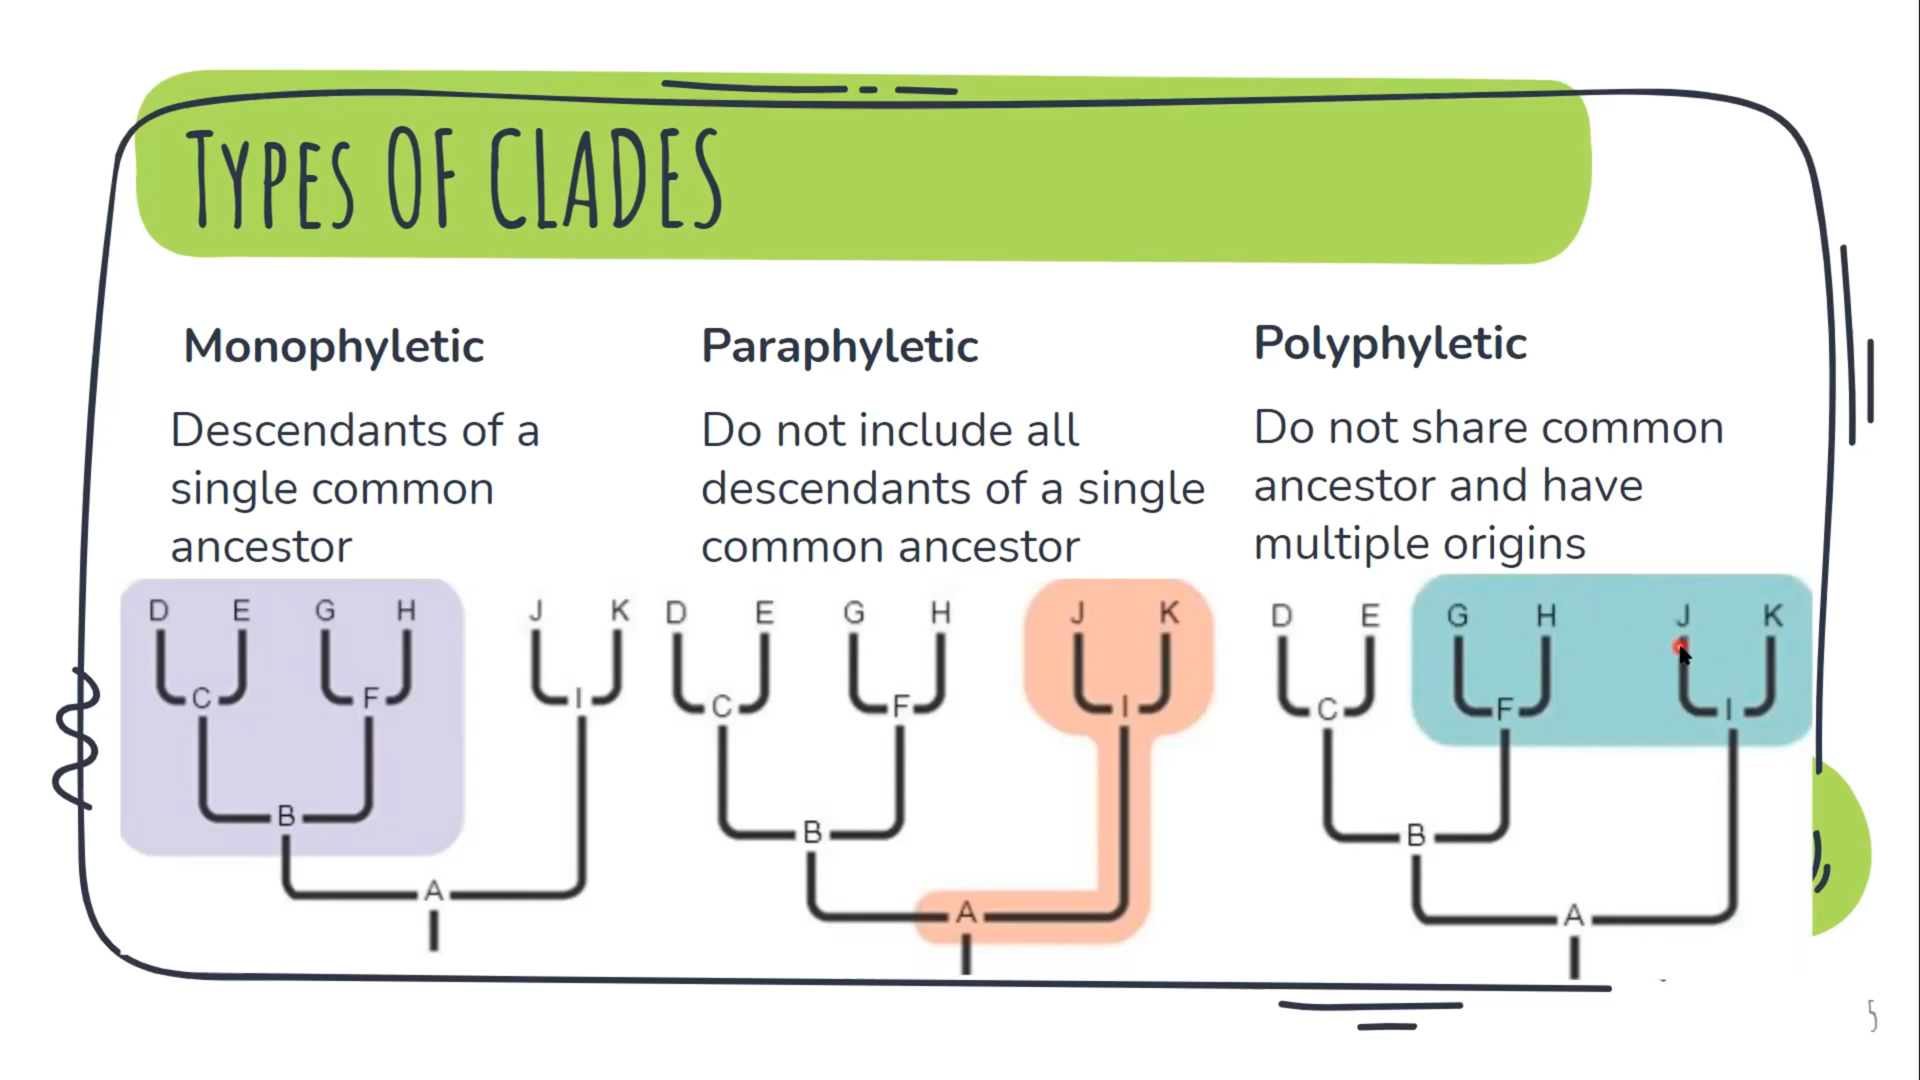 TYPES OF CLADES
Monophyletic
Descendants of a
single common
ancestor
D E G H J K
C F I
B
A
Paraphyletic
Do not include all
descendants of a single
common ancestor
D E G H J K
C F I
B
A
Polyphyletic
Do not share common
ancestor and have
multiple origins
D E G H J K
C F I
B
A
5